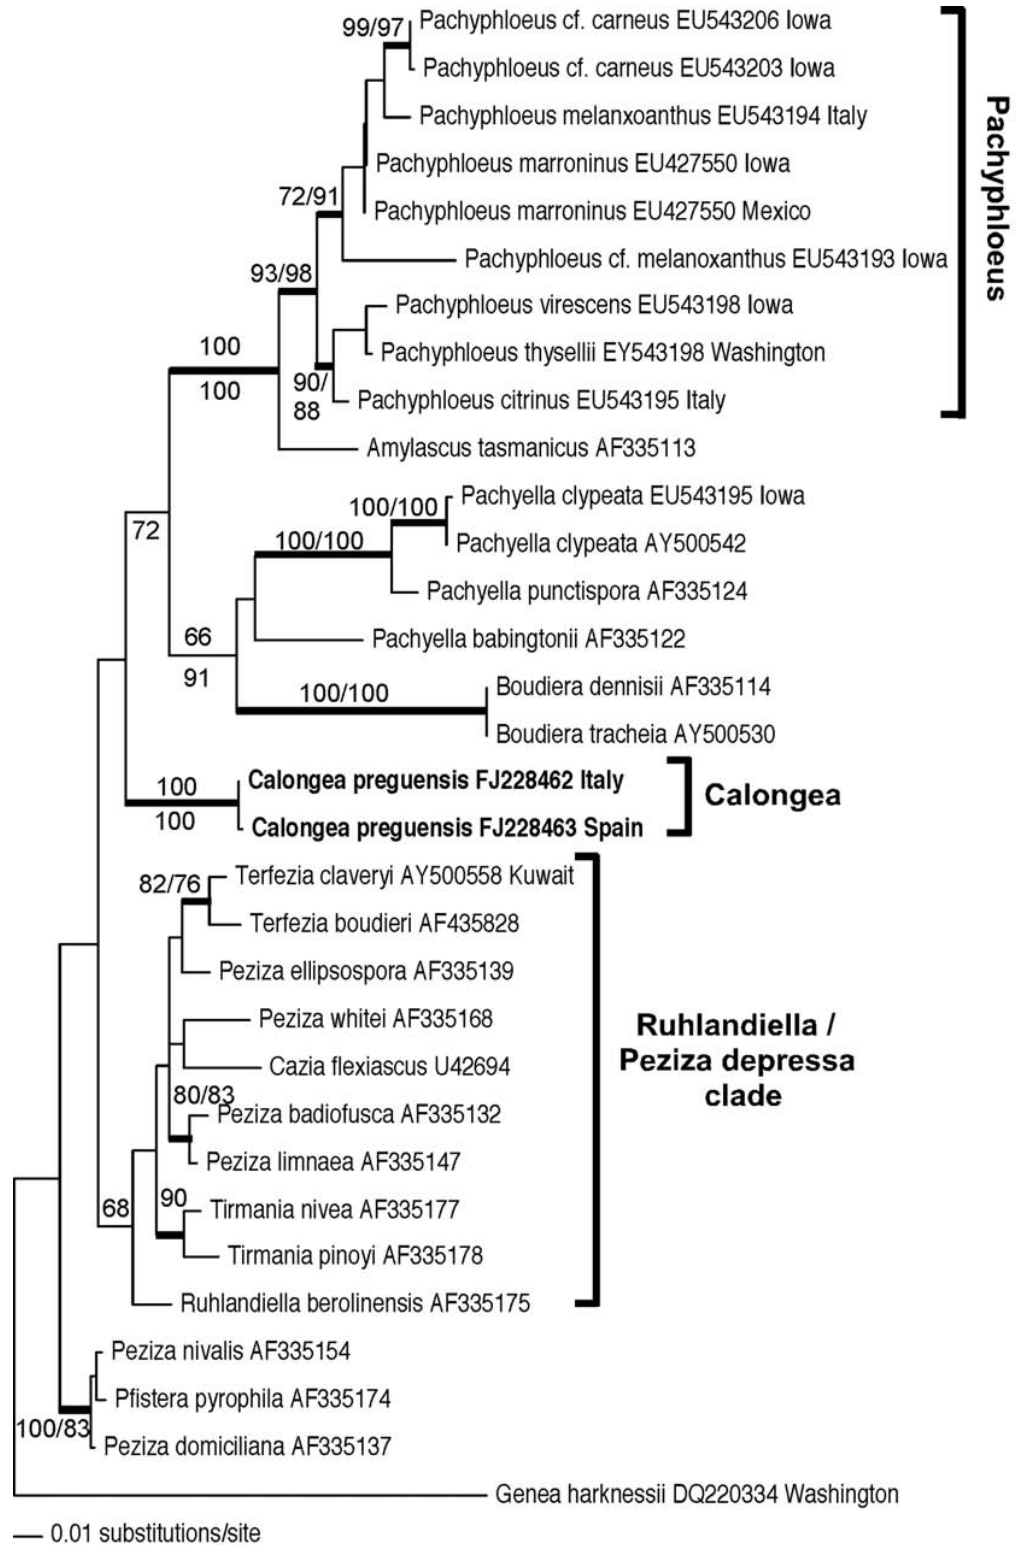 99/97
Pachyphloeus cf. carneus EU543206 Iowa
Pachyphloeus cf. carneus EU543203 Iowa
Pachyphloeus melanxoanthus EU543194 Italy
Pachyphloeus marroninus EU427550 Iowa
72/91
Pachyphloeus marroninus EU427550 Mexico
Pachyphloeus cf. melanoxanthus EU543193 Iowa
93/98
Pachyphloeus virescens EU543198 Iowa
100
Pachyphloeus thysellii EY543198 Washington
100
90/
88
Pachyphloeus citrinus EU543195 Italy
Pachyphloeus
Amylascus tasmanicus AF335113
Pachyella clypeata EU543195 Iowa
100/100
72
100/100
Pachyella clypeata AY500542
Pachyella punctispora AF335124
66
Pachyella babingtonii AF335122
91
100/100
Boudiera dennisii AF335114
Boudiera tracheia AY500530
100
Calongea preguensis FJ228462 Italy
Calongea
100
Calongea preguensis FJ228463 Spain
82/76
Terfezia claveryi AY500558 Kuwait
Terfezia boudieri AF435828
Peziza ellipsospora AF335139
Peziza whitei AF335168
Cazia flexiascus U42694
Ruhlandiella /
Peziza depressa
clade
80/83
Peziza badiofusca AF335132
Peziza limnaea AF335147
68
90
Tirmania nivea AF335177
Tirmania pinoyi AF335178
Ruhlandiella berolinensis AF335175
Peziza nivalis AF335154
Pfistera pyrophila AF335174
100/83
Peziza domiciliana AF335137
Genea harknessii DQ220334 Washington
0.01 substitutions/site